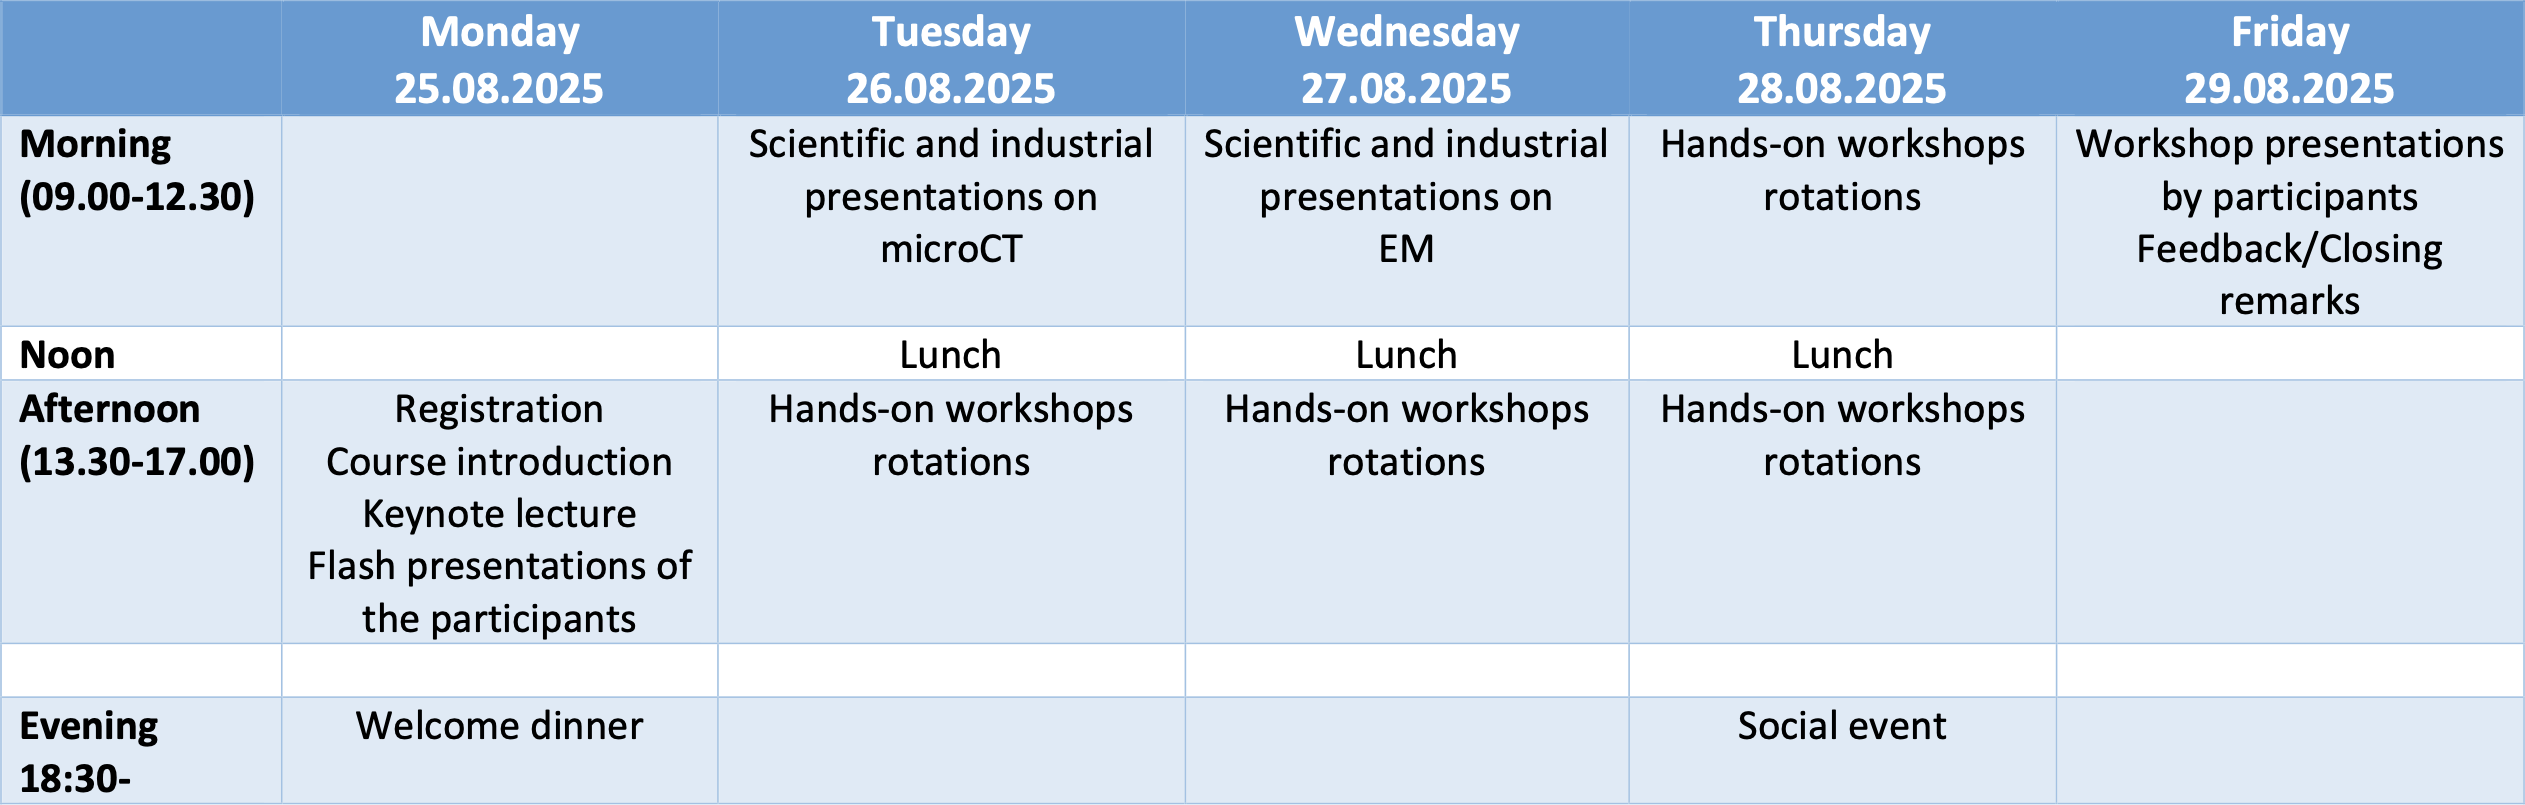 Monday Tuesday Wednesday Thursday Friday
25.08.2025 26.08.2025 27.08.2025 28.08.2025 29.08.2025
Morning
(09.00-12.30)
Scientific and industrial
presentations on
microCT
Scientific and industrial
presentations on
EM
Hands-on workshops
rotations
Workshop presentations
by participants
Feedback/Closing
remarks
Noon Lunch Lunch Lunch
Afternoon
(13.30-17.00)
Registration
Course introduction
Keynote lecture
Flash presentations of
the participants
Hands-on workshops
rotations
Hands-on workshops
rotations
Hands-on workshops
rotations
Evening
18:30-
Welcome dinner
Social event